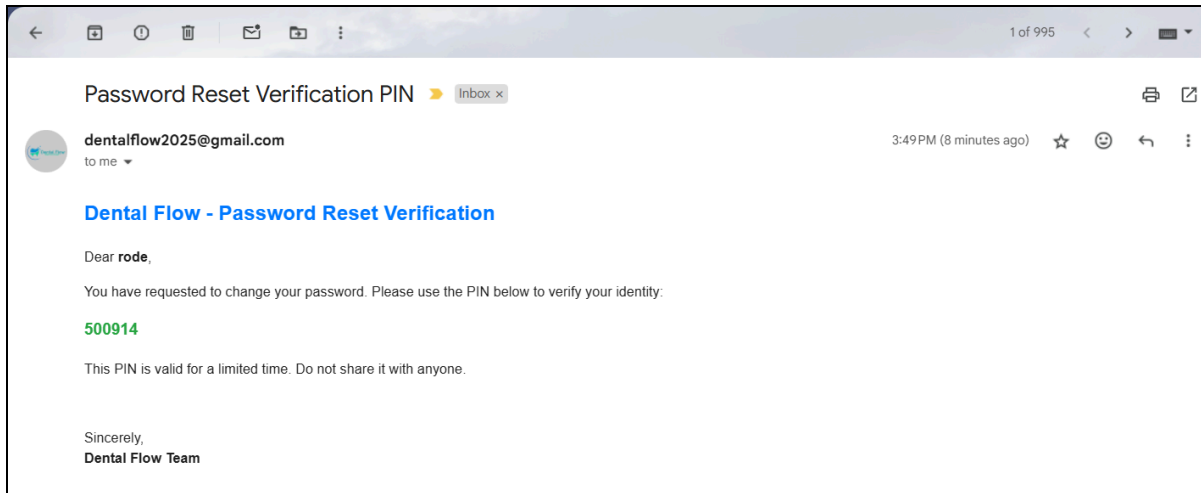 1 of 995
Password Reset Verification PIN Inbox ×
dentalflow2025@gmail.com 3:49 PM (8 minutes ago)
to me
Dental Flow - Password Reset Verification
Dear rode,
You have requested to change your password. Please use the PIN below to verify your identity:
500914
This PIN is valid for a limited time. Do not share it with anyone.
Sincerely,
Dental Flow Team